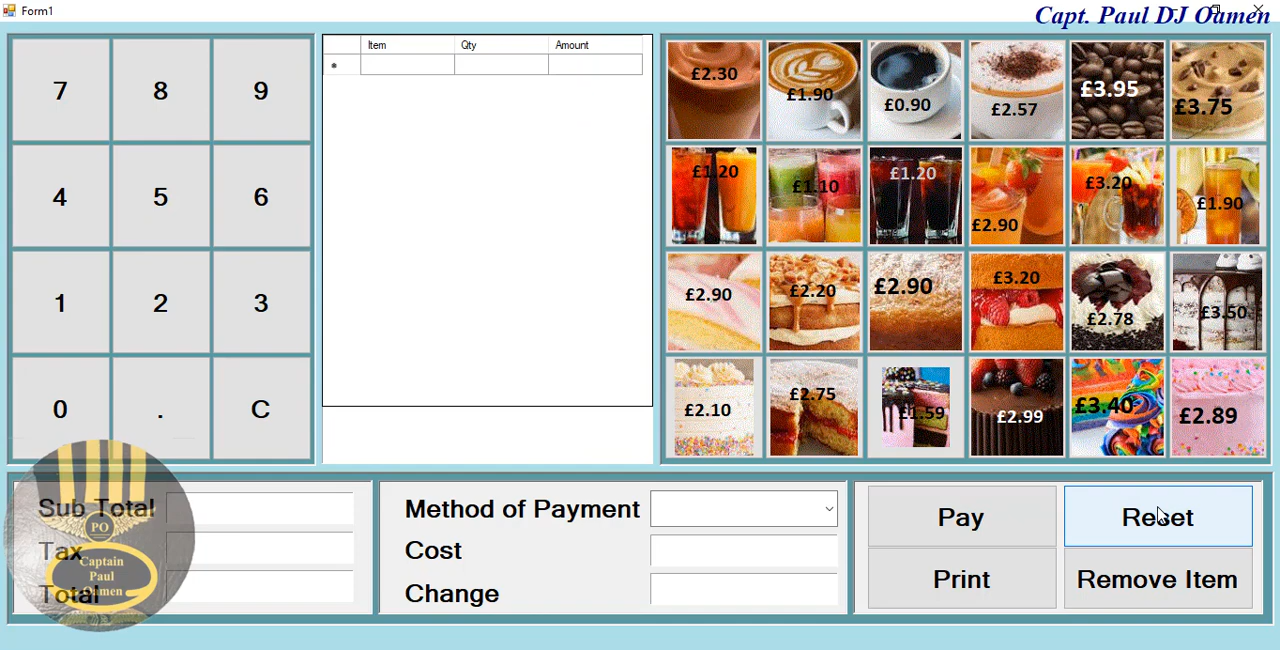 Form1
Capt. Paul DJ Oamen
7 8 9
4 5 6
1 2 3
0 . C
Item Qty Amount
£2.30 £1.90 £0.90 £2.57 £3.95 £3.75
£1.20 £1.10 £1.20 £2.90 £3.20 £1.90
£2.90 £2.20 £2.90 £3.20 £2.78 £3.50
£2.10 £2.75 £1.59 £2.99 £3.40 £2.89
Sub Total
Tax
Total
PO
Captain
Paul
Oamen
Method of Payment
Cost
Change
Pay Reset
Print Remove Item